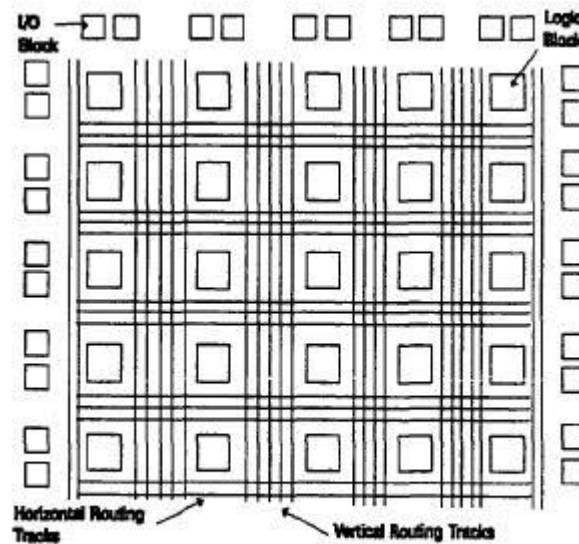 I/O
Block
Logic
Block
Horizontal Routing
Tracks
Vertical Routing Tracks